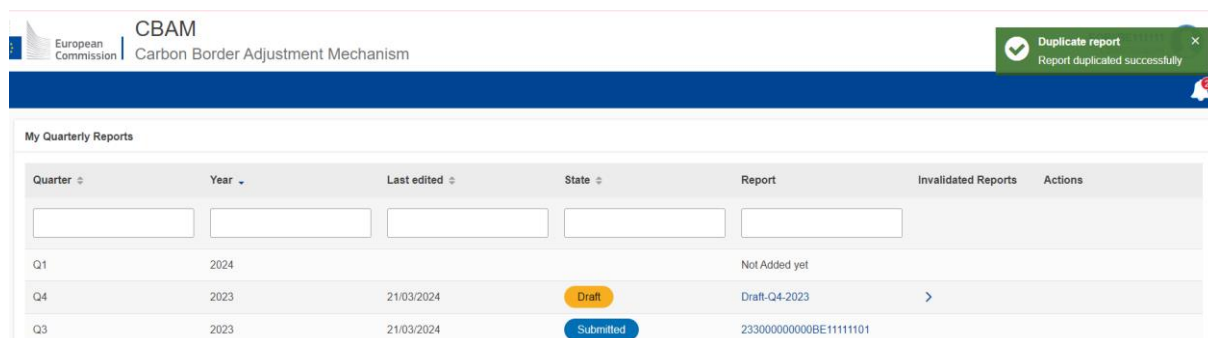 CBAM
European
Commission
Carbon Border Adjustment Mechanism
Duplicate report
Report duplicated successfully
My Quarterly Reports
Quarter Year Last edited State Report Invalidated Reports Actions
Q1 2024 Not Added yet
Q4 2023 21/03/2024 Draft Draft-Q4-2023
Q3 2023 21/03/2024 Submitted 233000000000BE11111101